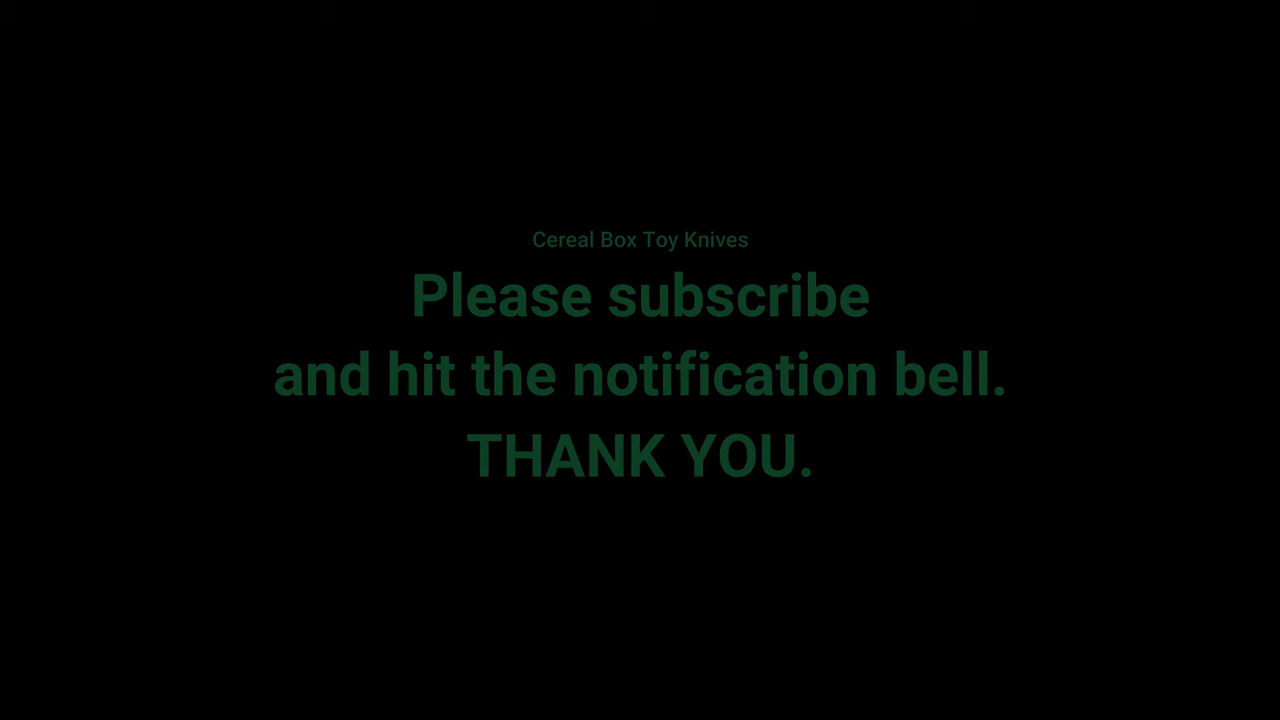 Cereal Box Toy Knives
Please subscribe
and hit the notification bell.
THANK YOU.